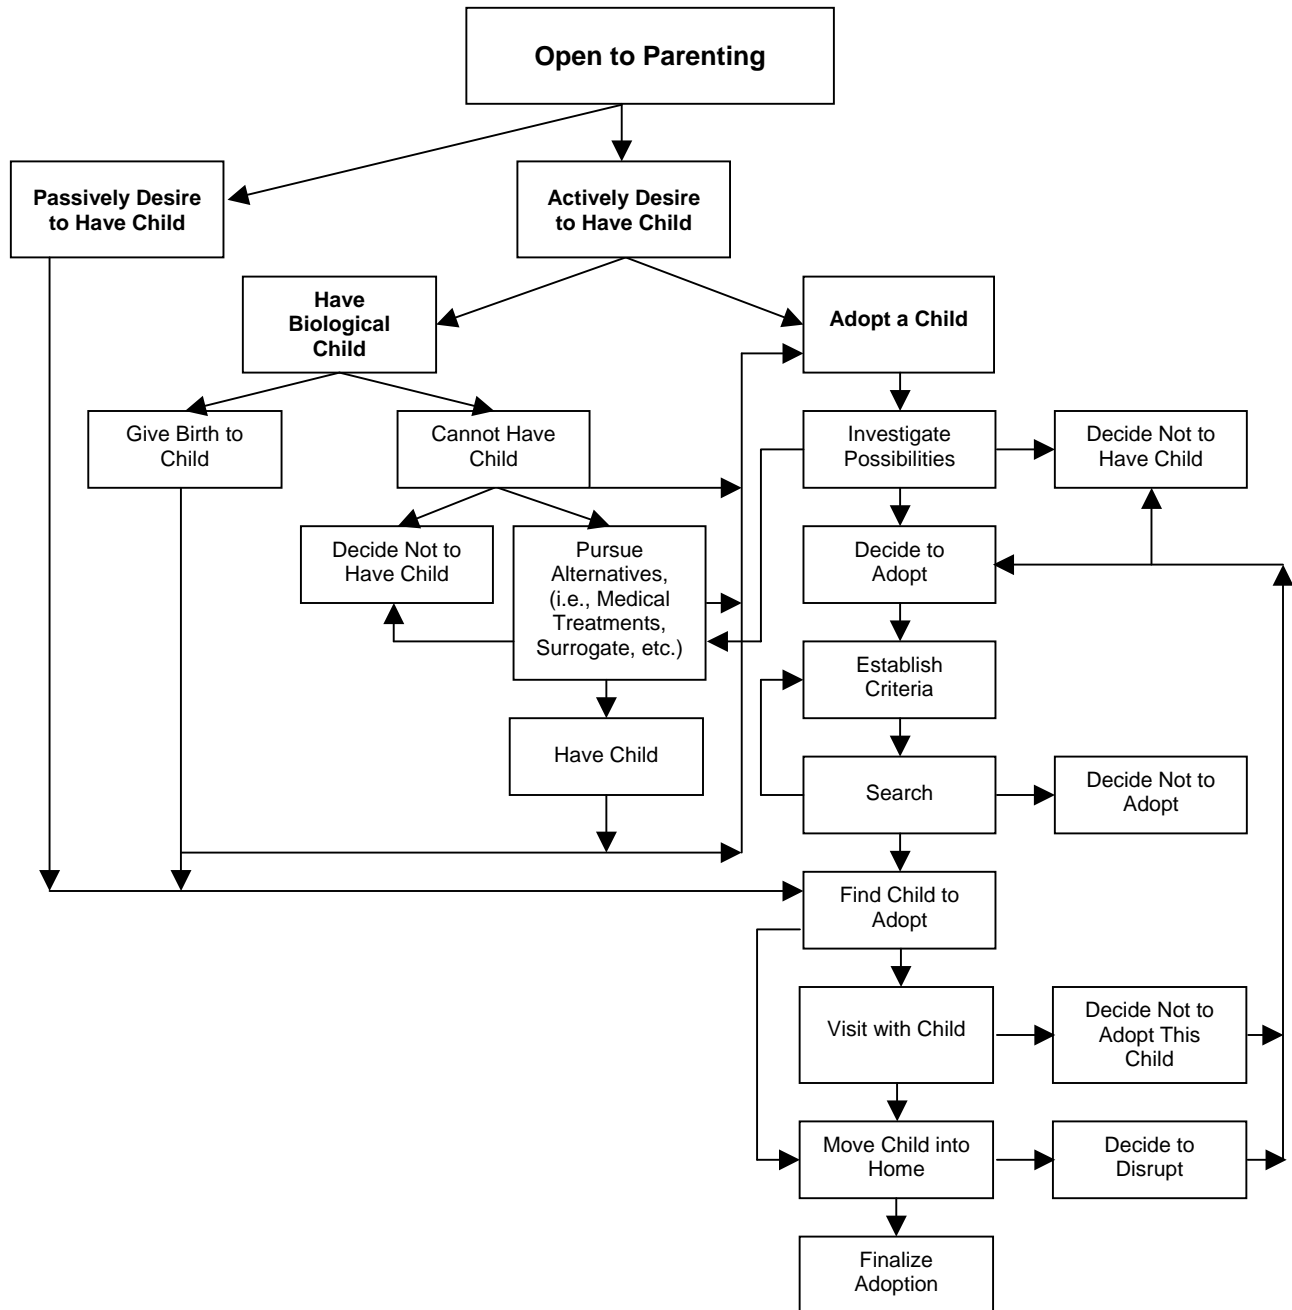 Open to Parenting
Passively Desire
to Have Child
Actively Desire
to Have Child
Have
Biological
Child
Adopt a Child
Give Birth to
Child
Cannot Have
Child
Investigate
Possibilities
Decide Not to
Have Child
Decide Not to
Have Child
Pursue
Alternatives,
(i.e., Medical
Treatments,
Surrogate, etc.)
Decide to
Adopt
Establish
Criteria
Have Child
Search
Decide Not to
Adopt
Find Child to
Adopt
Visit with Child
Decide Not to
Adopt This
Child
Move Child into
Home
Decide to
Disrupt
Finalize
Adoption